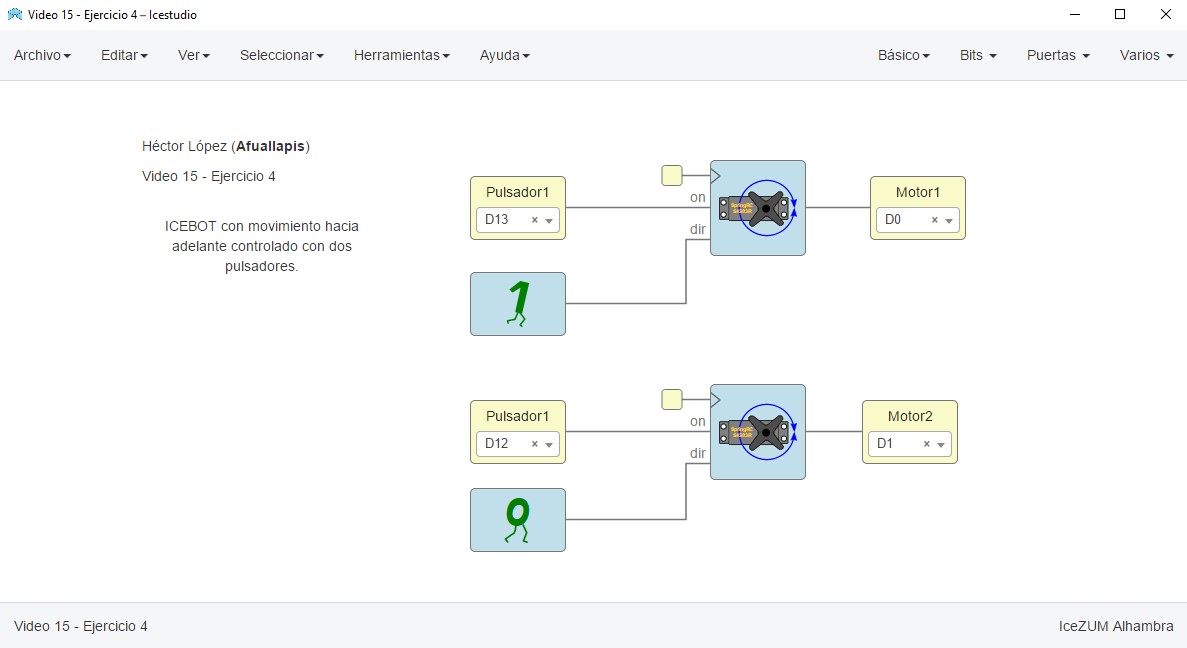 Video 15 - Ejercicio 4 – Icestudio
Archivo Editar Ver Seleccionar Herramientas Ayuda Básico Bits Puertas Varios
Héctor López (Afuallapis)
Video 15 - Ejercicio 4
ICEBOT con movimiento hacia
adelante controlado con dos
pulsadores.
Pulsador1
D13 ×
on
dir
Motor1
D0 ×
1
Pulsador1
D12 ×
on
dir
Motor2
D1 ×
0
Video 15 - Ejercicio 4
IceZUM Alhambra